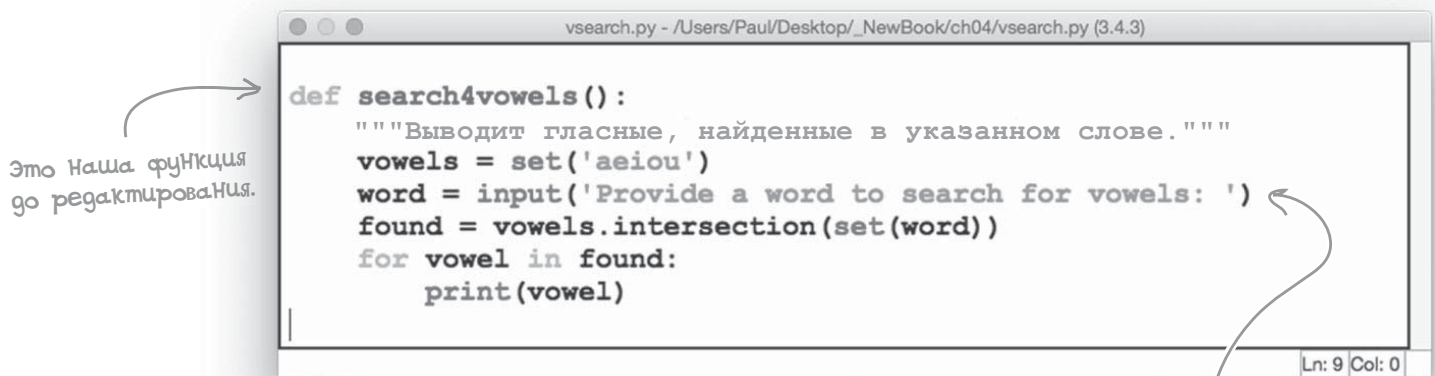 vsearch.py - /Users/Paul/Desktop/_NewBook/ch04/vsearch.py (3.4.3)
Это наша функция
до редактирования.
def search4vowels():
    """Выводит гласные, найденные в указанном слове."""
    vowels = set('aeiou')
    word = input('Provide a word to search for vowels: ')
    found = vowels.intersection(set(word))
    for vowel in found:
        print(vowel)
Ln: 9 Col: 0